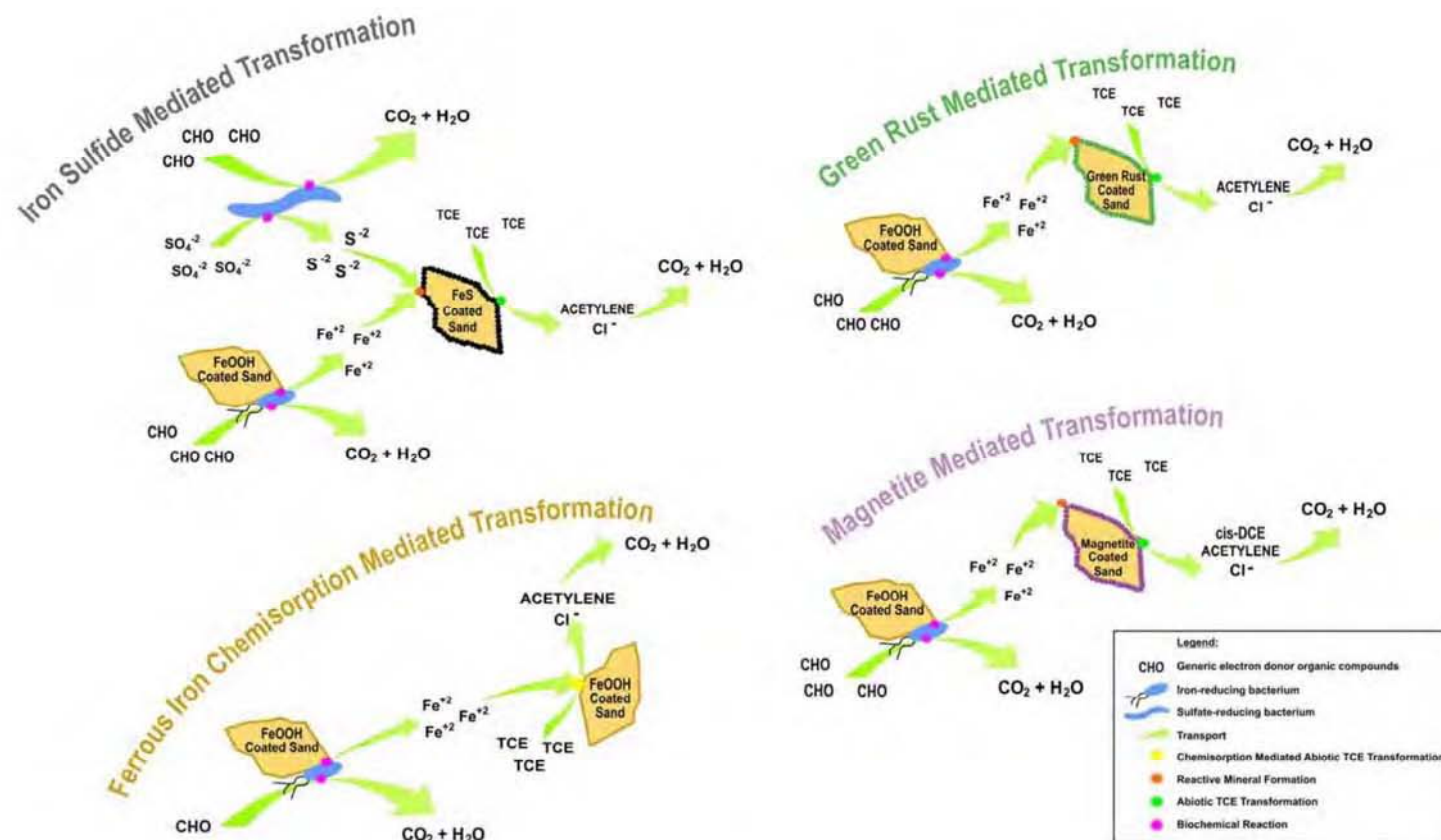 Iron Sulfide Mediated Transformation
CHO CHO
CHO
CO2 + H2O
SO4-2
SO4-2 SO4-2
S-2
S-2 S-2
TCE TCE TCE
FeS
Coated
Sand
ACETYLENE
Cl-
CO2 + H2O
Fe+2 Fe+2
Fe+2
FeOOH
Coated Sand
CHO
CHO CHO
CO2 + H2O
Green Rust Mediated Transformation
TCE TCE TCE
Green Rust
Coated
Sand
ACETYLENE
Cl-
CO2 + H2O
Fe+2 Fe+2
Fe+2
FeOOH
Coated Sand
CHO
CHO CHO
CO2 + H2O
Ferrous Iron Chemisorption Mediated Transformation
CO2 + H2O
ACETYLENE
Cl-
FeOOH
Coated
Sand
Fe+2
Fe+2 Fe+2
TCE TCE
TCE
FeOOH
Coated Sand
CHO
CO2 + H2O
Magnetite Mediated Transformation
TCE TCE TCE
Magnetite
Coated
Sand
cis-DCE
ACETYLENE
Cl-
CO2 + H2O
Fe+2 Fe+2
Fe+2
FeOOH
Coated Sand
CHO
CHO CHO
CO2 + H2O
Legend:
CHO Generic electron donor organic compounds
Iron-reducing bacterium
Sulfate-reducing bacterium
Transport
Chemisorption Mediated Abiotic TCE Transformation
Reactive Mineral Formation
Abiotic TCE Transformation
Biochemical Reaction